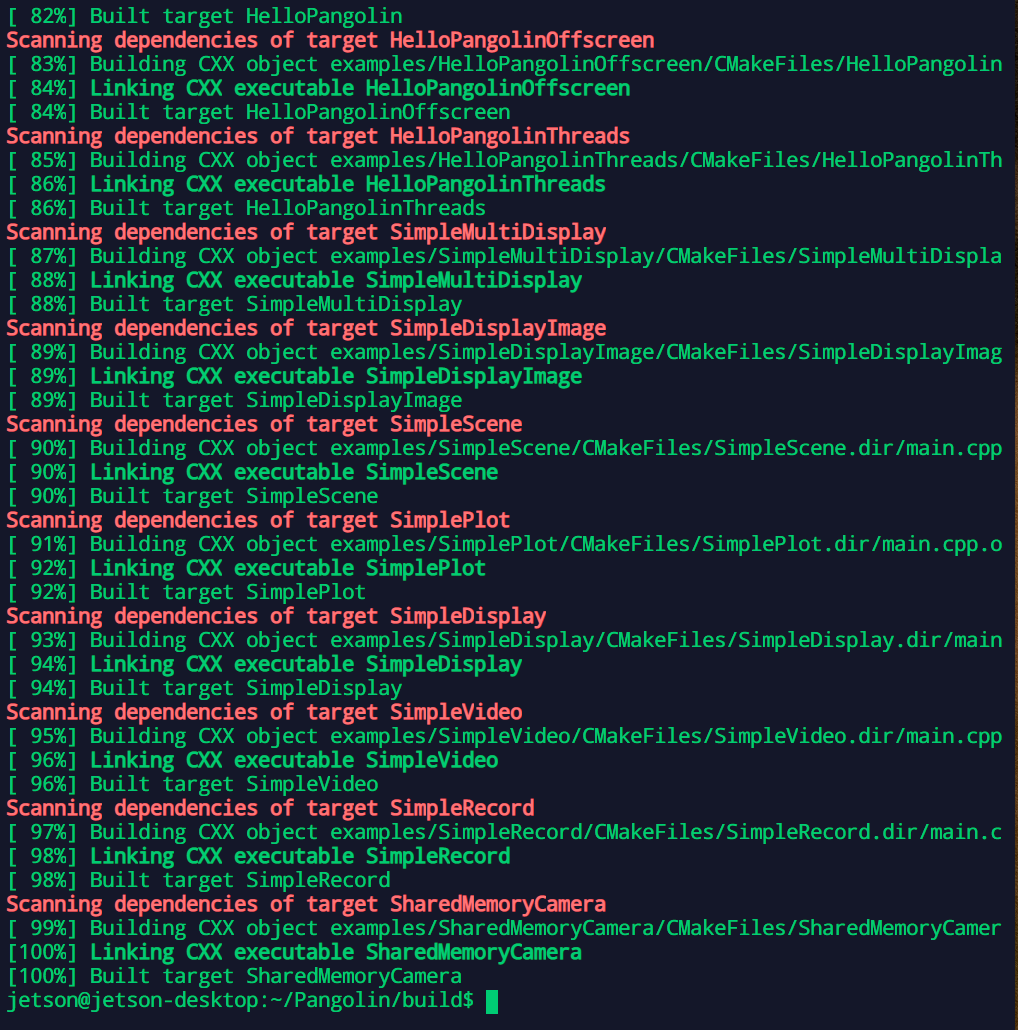 [ 82%] Built target HelloPangolin
Scanning dependencies of target HelloPangolinOffscreen
[ 83%] Building CXX object examples/HelloPangolinOffscreen/CMakeFiles/HelloPangolin
[ 84%] Linking CXX executable HelloPangolinOffscreen
[ 84%] Built target HelloPangolinOffscreen
Scanning dependencies of target HelloPangolinThreads
[ 85%] Building CXX object examples/HelloPangolinThreads/CMakeFiles/HelloPangolinTh
[ 86%] Linking CXX executable HelloPangolinThreads
[ 86%] Built target HelloPangolinThreads
Scanning dependencies of target SimpleMultiDisplay
[ 87%] Building CXX object examples/SimpleMultiDisplay/CMakeFiles/SimpleMultiDispla
[ 88%] Linking CXX executable SimpleMultiDisplay
[ 88%] Built target SimpleMultiDisplay
Scanning dependencies of target SimpleDisplayImage
[ 89%] Building CXX object examples/SimpleDisplayImage/CMakeFiles/SimpleDisplayImag
[ 89%] Linking CXX executable SimpleDisplayImage
[ 89%] Built target SimpleDisplayImage
Scanning dependencies of target SimpleScene
[ 90%] Building CXX object examples/SimpleScene/CMakeFiles/SimpleScene.dir/main.cpp
[ 90%] Linking CXX executable SimpleScene
[ 90%] Built target SimpleScene
Scanning dependencies of target SimplePlot
[ 91%] Building CXX object examples/SimplePlot/CMakeFiles/SimplePlot.dir/main.cpp.o
[ 92%] Linking CXX executable SimplePlot
[ 92%] Built target SimplePlot
Scanning dependencies of target SimpleDisplay
[ 93%] Building CXX object examples/SimpleDisplay/CMakeFiles/SimpleDisplay.dir/main
[ 94%] Linking CXX executable SimpleDisplay
[ 94%] Built target SimpleDisplay
Scanning dependencies of target SimpleVideo
[ 95%] Building CXX object examples/SimpleVideo/CMakeFiles/SimpleVideo.dir/main.cpp
[ 96%] Linking CXX executable SimpleVideo
[ 96%] Built target SimpleVideo
Scanning dependencies of target SimpleRecord
[ 97%] Building CXX object examples/SimpleRecord/CMakeFiles/SimpleRecord.dir/main.c
[ 98%] Linking CXX executable SimpleRecord
[ 98%] Built target SimpleRecord
Scanning dependencies of target SharedMemoryCamera
[ 99%] Building CXX object examples/SharedMemoryCamera/CMakeFiles/SharedMemoryCamer
[100%] Linking CXX executable SharedMemoryCamera
[100%] Built target SharedMemoryCamera
jetson@jetson-desktop:~/Pangolin/build$